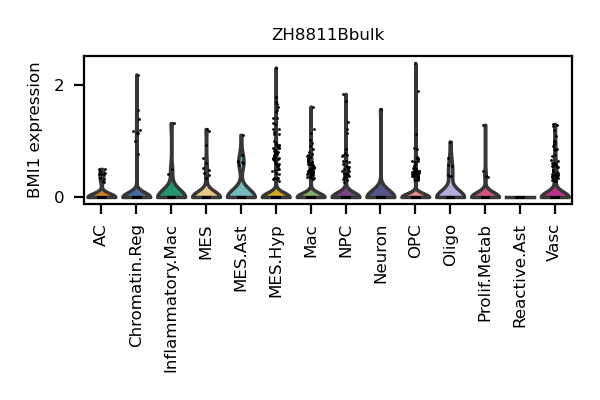 ZH8811Bbulk
BMI1 expression
2
0
AC
Chromatin.Reg
Inflammatory.Mac
MES
MES.Ast
MES.Hyp
Mac
NPC
Neuron
OPC
Oligo
Prolif.Metab
Reactive.Ast
Vasc